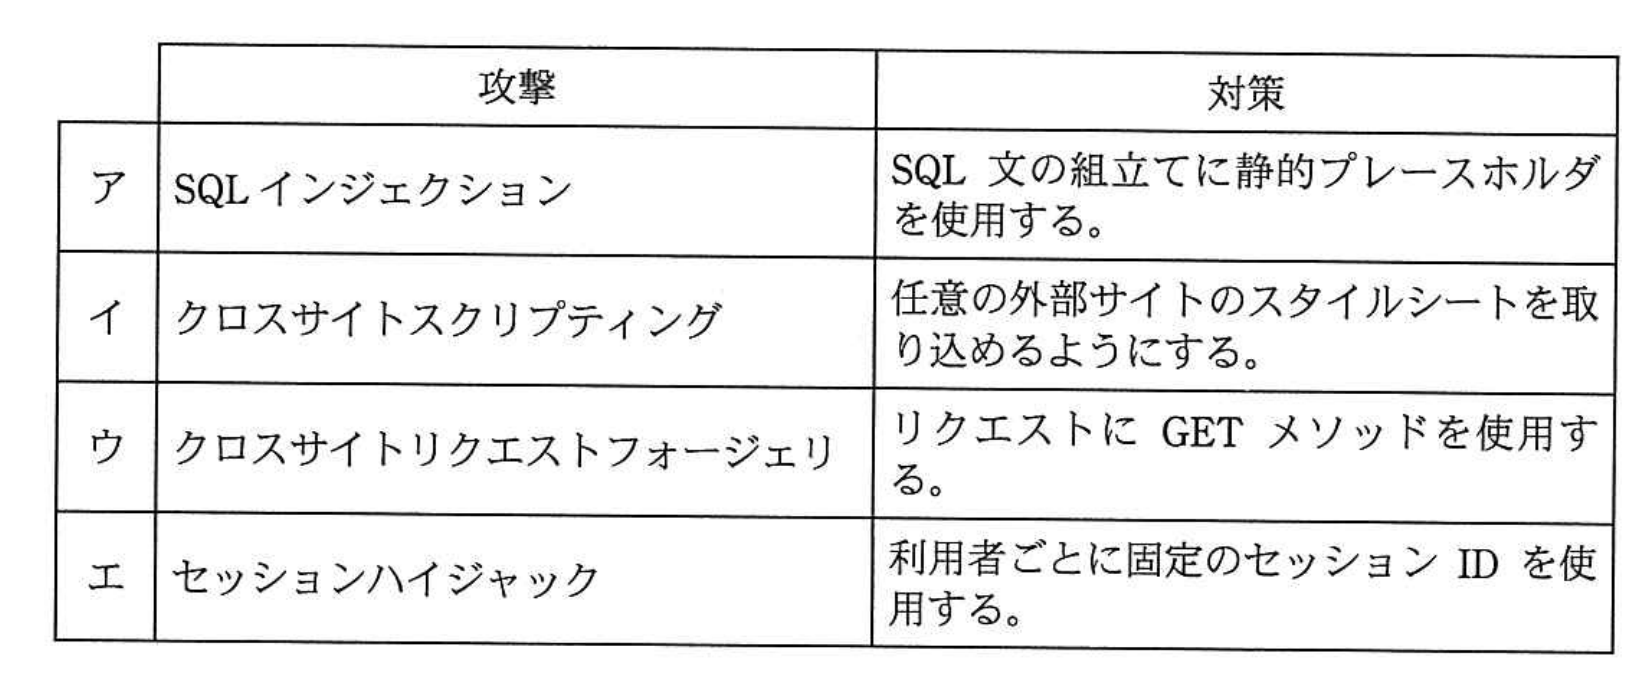 攻撃
対策
ア
SQL インジェクション
SQL 文の組立てに静的プレースホルダ
を使用する。
イ
クロスサイトスクリプティング
任意の外部サイトのスタイルシートを取
り込めるようにする。
ウ
クロスサイトリクエストフォージェリ
リクエストに GET メソッドを使用す
る。
エ
セッションハイジャック
利用者ごとに固定のセッション ID を使
用する。